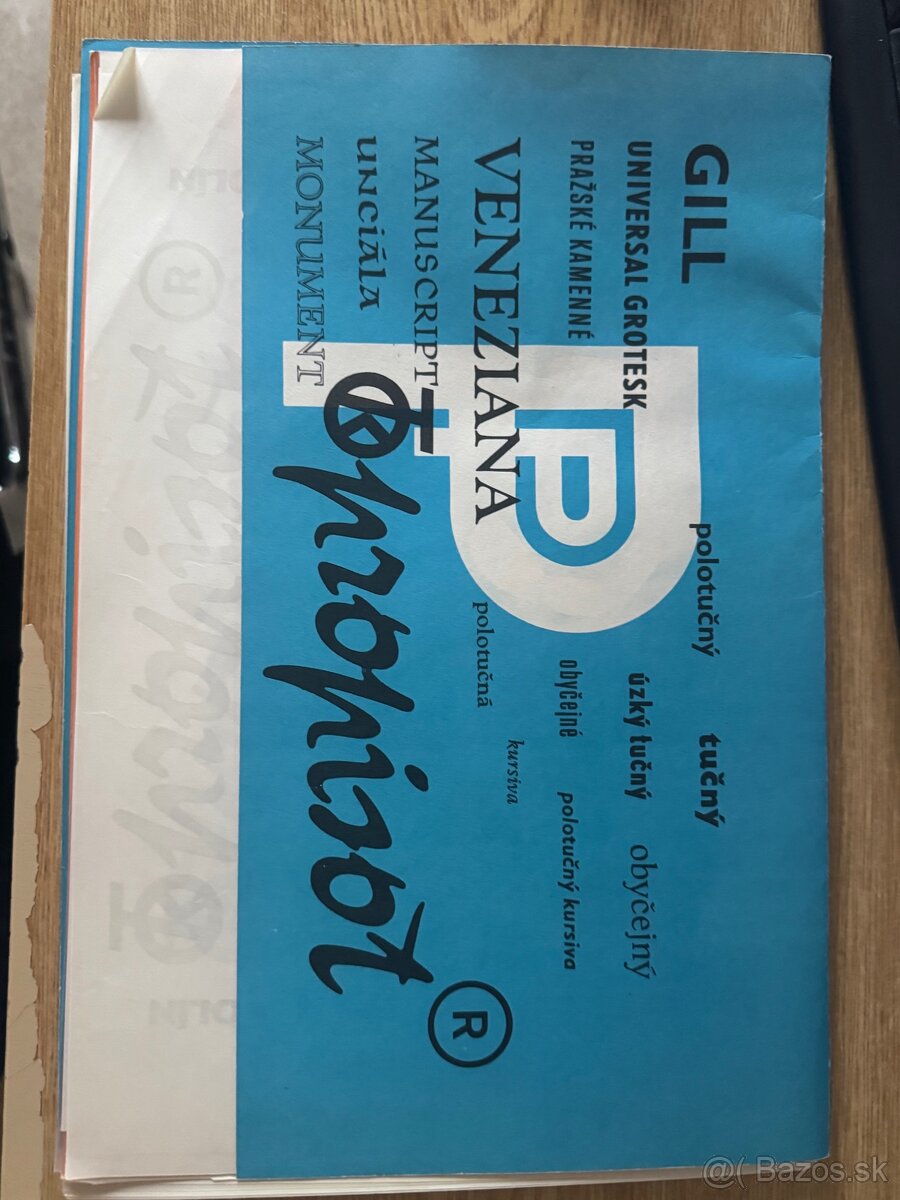 GILL polotučný tučný
UNIVERSAL GROTESK úzký tučný obyčejný
PRAŽSKÉ KAMENNÉ obyčejné polotučný kursiva
VENEZIANA polotučná kursiva
MANUSCRIPT
unciála
MONUMENT
P
Propisot ®
@( Bazos.sk